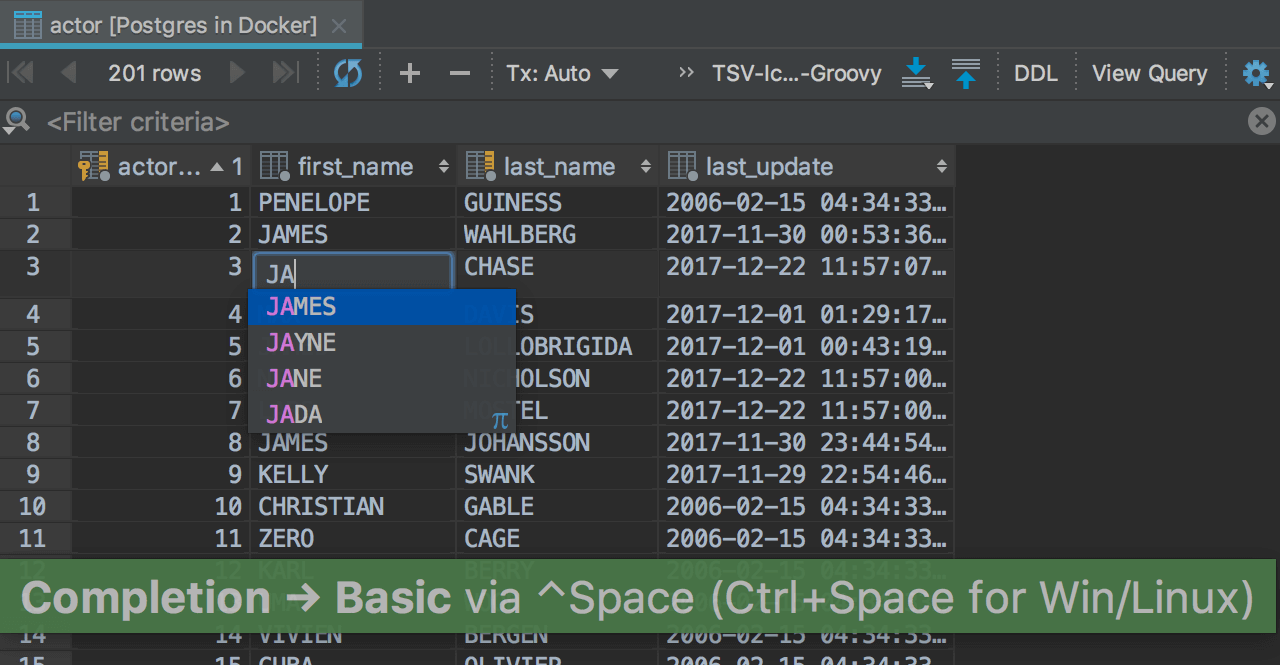 actor [Postgres in Docker]
201 rows Tx: Auto TSV-Ic...-Groovy DDL View Query
<Filter criteria>
actor... 1 first_name last_name last_update
1 1 PENELOPE GUINESS 2006-02-15 04:34:33…
2 2 JAMES WAHLBERG 2017-11-30 00:53:36…
3 3 JA CHASE 2017-12-22 11:57:07…
JAMES
4 4 2017-12-01 01:29:17…
JAYNE
5 5 LOLLOBRIGIDA 2017-12-01 00:43:19…
JANE
6 6 NICHOLSON 2017-12-22 11:57:00…
7 7 MOSTEL 2017-12-22 11:57:00…
JADA π
8 8 JAMES JOHANSSON 2017-11-30 23:44:54…
9 9 KELLY SWANK 2017-11-29 22:54:46…
10 10 CHRISTIAN GABLE 2006-02-15 04:34:33…
11 11 ZERO CAGE 2006-02-15 04:34:33…
12 12 KARL BERRY 2006-02-15 04:34:33…
Completion → Basic via ^Space (Ctrl+Space for Win/Linux)
14 14 VIVIEN BERGEN 2006-02-15 04:34:33…
15 15 CUBA OLIVIER 2006-02-15 04:34:33…